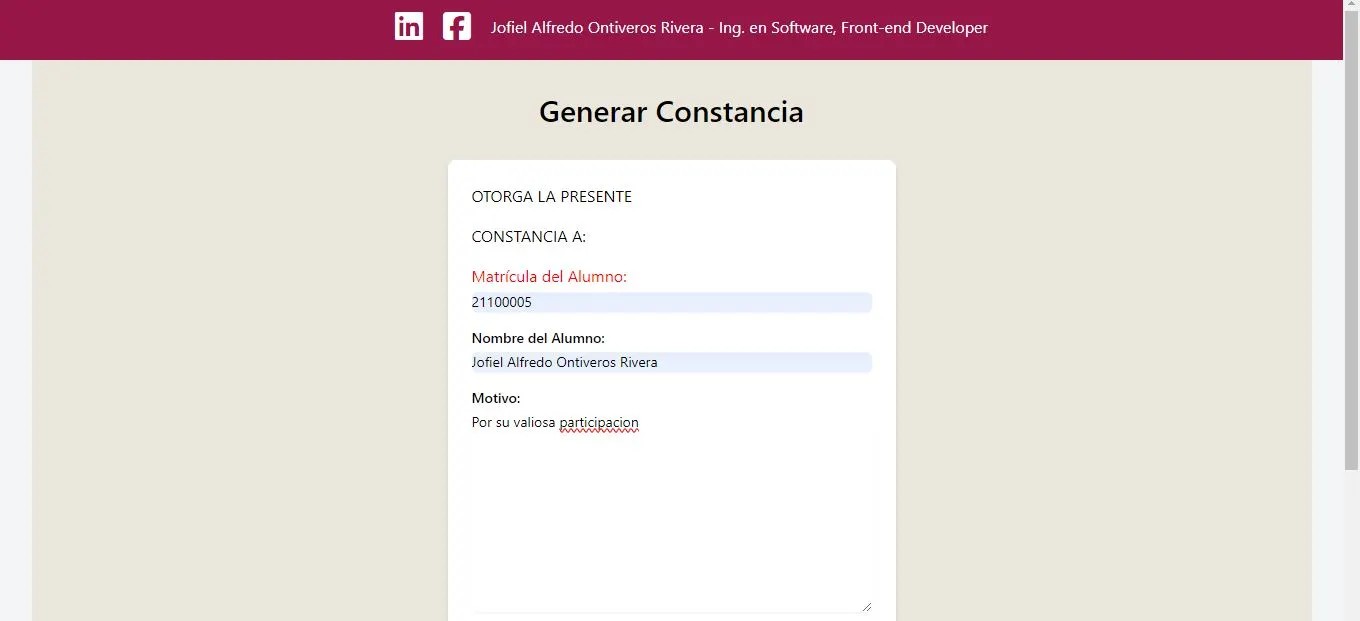 in f Jofiel Alfredo Ontiveros Rivera - Ing. en Software, Front-end Developer
Generar Constancia
OTORGA LA PRESENTE
CONSTANCIA A:
Matrícula del Alumno:
21100005
Nombre del Alumno:
Jofiel Alfredo Ontiveros Rivera
Motivo:
Por su valiosa participacion